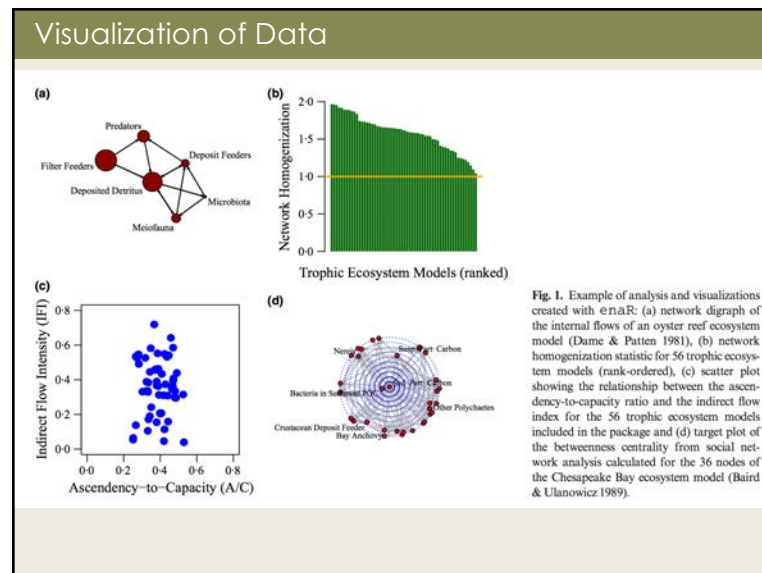 Visualization of Data
(a)
Predators
Deposit Feeders
Filter Feeders
Deposited Detritus
Microbiota
Meiofauna
(b)
Network Homogenization
2·0
1·5
1·0
0·5
0·0
Trophic Ecosystem Models (ranked)
(c)
Indirect Flow Intensity (IFI)
0·8
0·6
0·4
0·2
0·0
0·0 0·2 0·4 0·6 0·8
Ascendency-to-Capacity (A/C)
(d)
Nereis
Carbon
Bacteria in Sediment
Carbon
Other Polychaetes
Crustacean Deposit Feeder
Bay Anchovy
Fig. 1. Example of analysis and visualizations
created with enaR: (a) network digraph of
the internal flows of an oyster reef ecosystem
model (Dame & Patten 1981), (b) network
homogenization statistic for 56 trophic ecosys-
tem models (rank-ordered), (c) scatter plot
showing the relationship between the ascen-
dency-to-capacity ratio and the indirect flow
index for the 56 trophic ecosystem models
included in the package and (d) target plot of
the betweenness centrality from social net-
work analysis calculated for the 36 nodes of
the Chesapeake Bay ecosystem model (Baird
& Ulanowicz 1989).